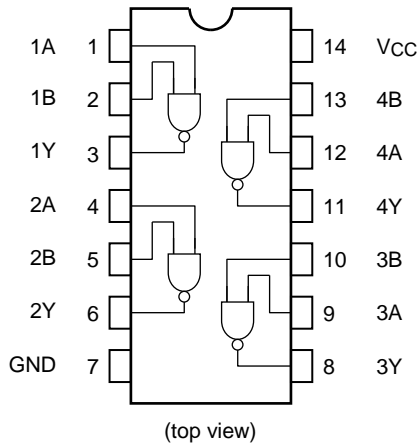 1A 1 14 VCC
1B 2 13 4B
1Y 3 12 4A
2A 4 11 4Y
2B 5 10 3B
2Y 6 9 3A
GND 7 8 3Y
(top view)